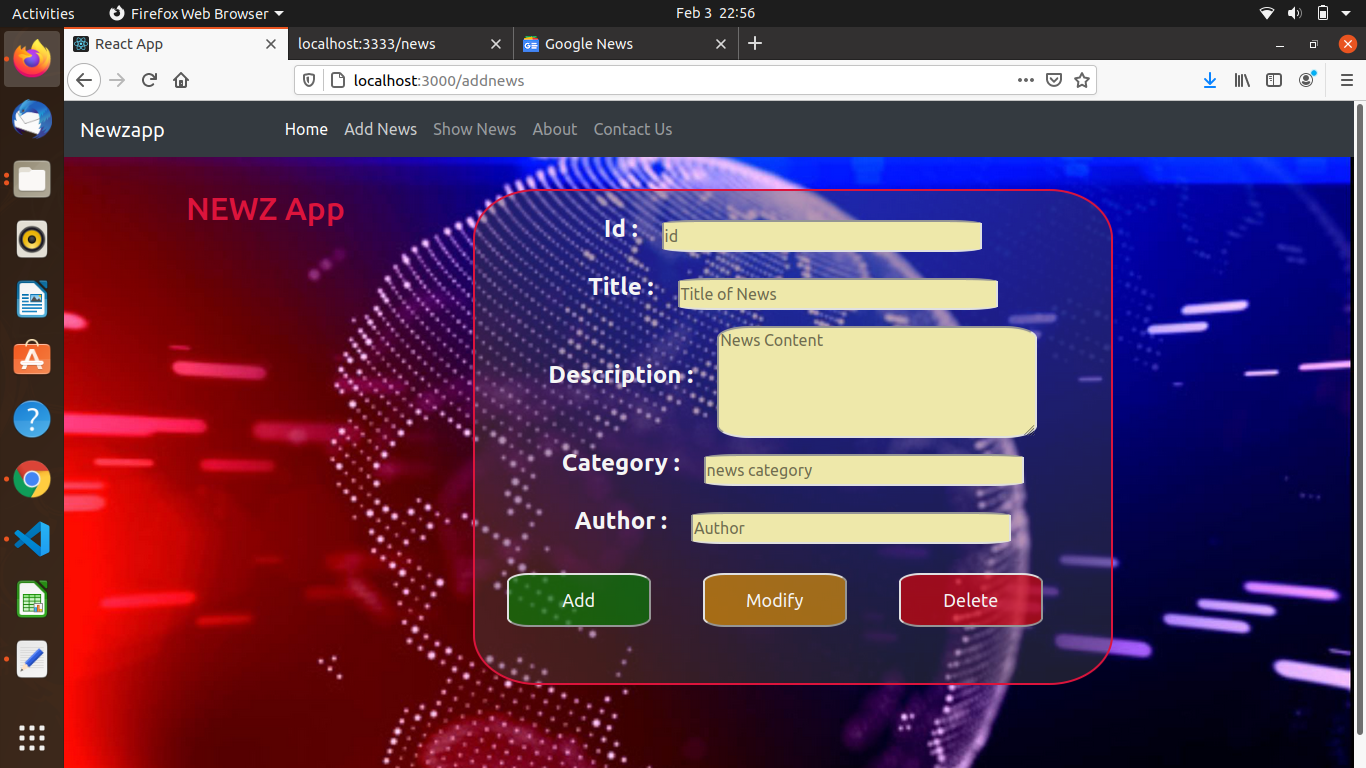 Activities Firefox Web Browser Feb 3 22:56
React App localhost:3333/news Google News
localhost:3000/addnews
Newzapp Home Add News Show News About Contact Us
NEWZ App
Id : id
Title : Title of News
Description : News Content
Category : news category
Author : Author
Add Modify Delete